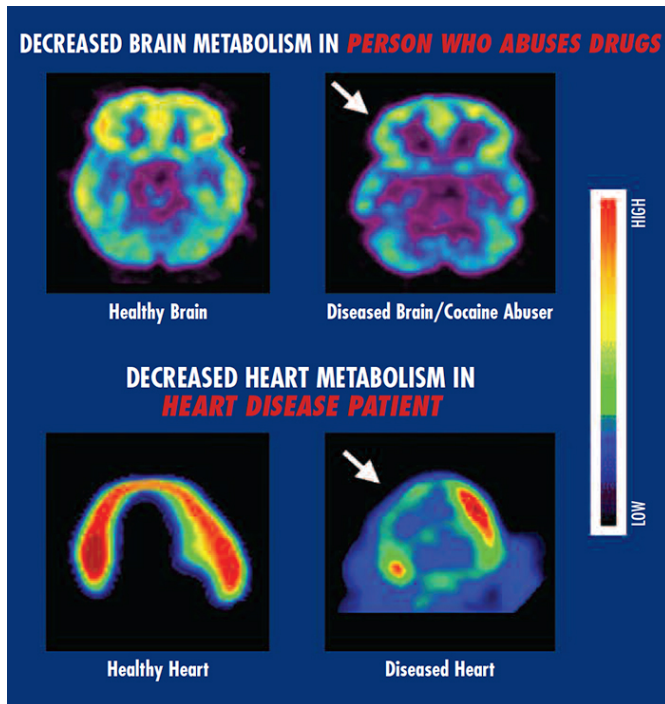 DECREASED BRAIN METABOLISM IN PERSON WHO ABUSES DRUGS
Healthy Brain
Diseased Brain/Cocaine Abuser
HIGH
LOW
DECREASED HEART METABOLISM IN
HEART DISEASE PATIENT
Healthy Heart
Diseased Heart